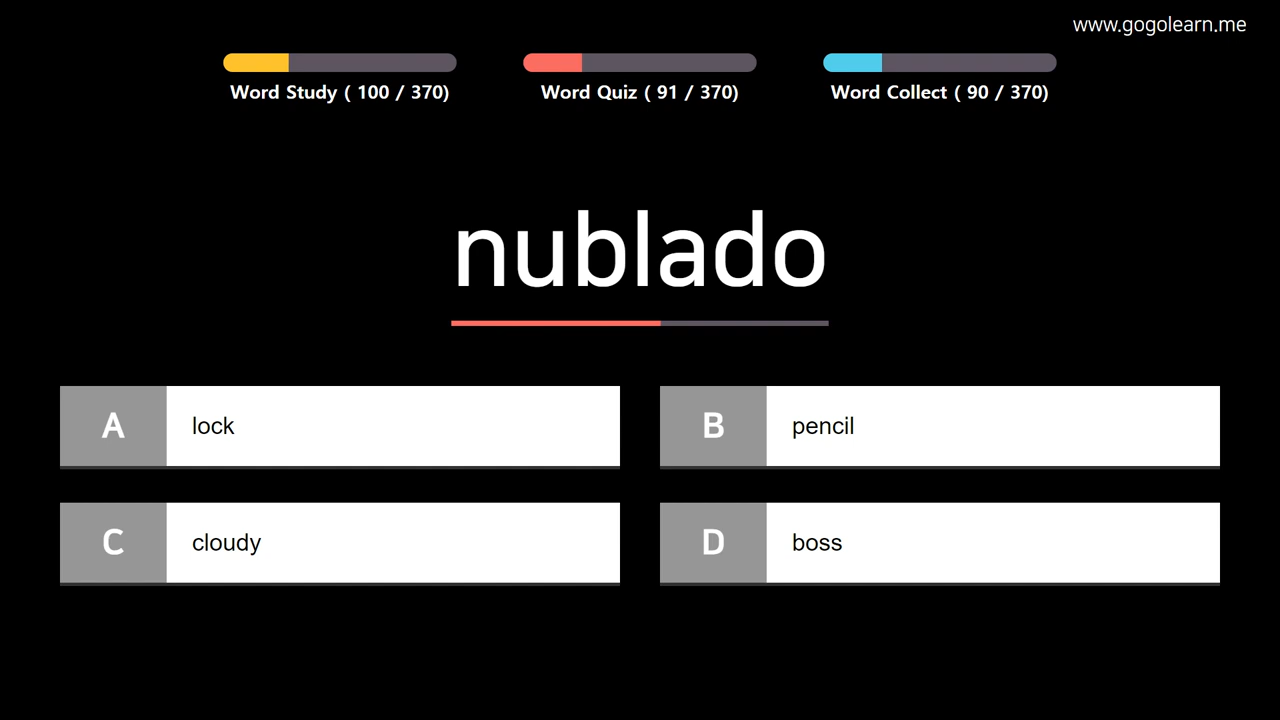 www.gogolearn.me
Word Study ( 100 / 370)
Word Quiz ( 91 / 370)
Word Collect ( 90 / 370)
nublado
A lock
B pencil
C cloudy
D boss